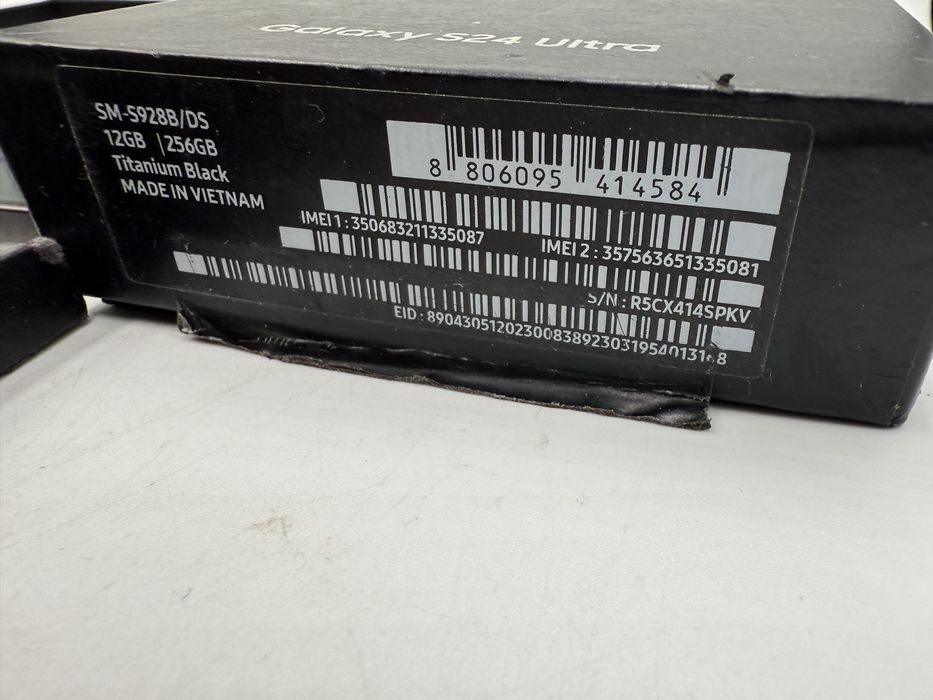 Galaxy S24 Ultra
SM-S928B/DS
12GB | 256GB
Titanium Black
MADE IN VIETNAM
8 806095 414584
IMEI 1 : 350683211335087
IMEI 2 : 357563651335081
S/N : R5CX414SPKV
EID :